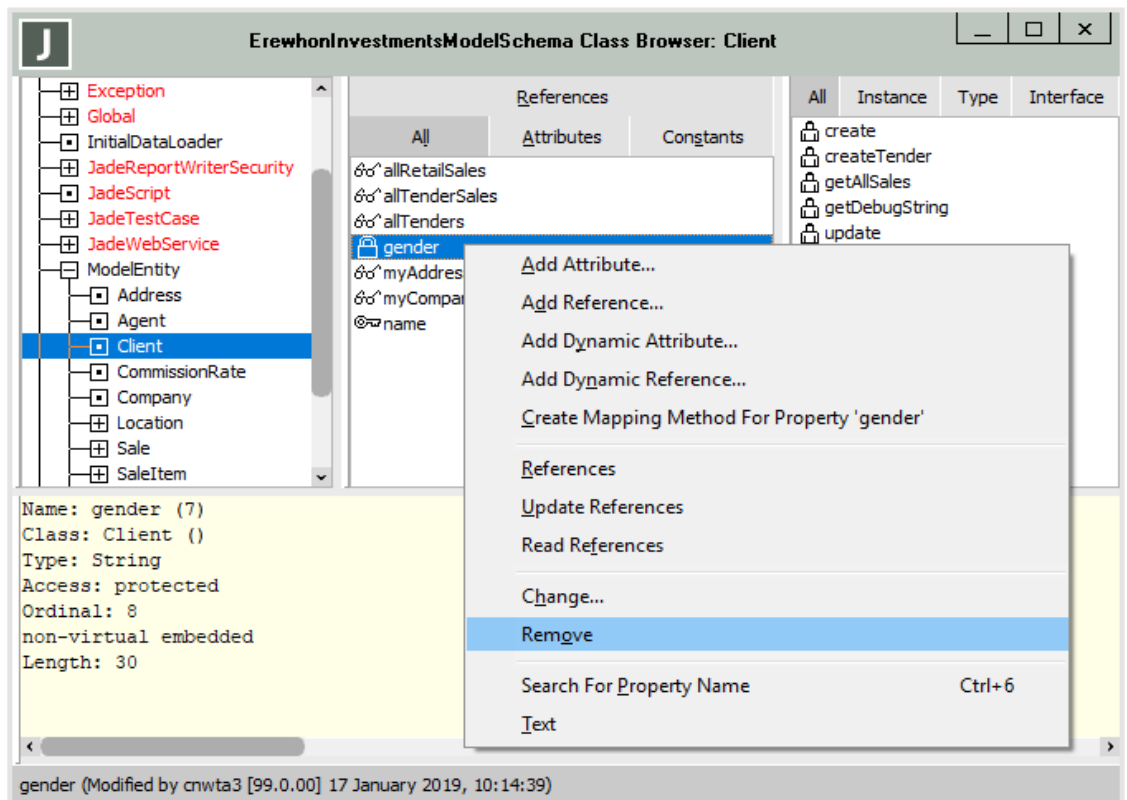 J
ErewhonInvestmentsModelSchema Class Browser: Client
Exception
Global
InitialDataLoader
JadeReportWriterSecurity
JadeScript
JadeTestCase
JadeWebService
ModelEntity
Address
Agent
Client
CommissionRate
Company
Location
Sale
SaleItem
References
All Attributes Constants
allRetailSales
allTenderSales
allTenders
gender
myAddres
myCompar
name
All Instance Type Interface
create
createTender
getAllSales
getDebugString
update
Add Attribute...
Add Reference...
Add Dynamic Attribute...
Add Dynamic Reference...
Create Mapping Method For Property 'gender'
References
Update References
Read References
Change...
Remove
Search For Property Name Ctrl+6
Text
Name: gender (7)
Class: Client ()
Type: String
Access: protected
Ordinal: 8
non-virtual embedded
Length: 30
gender (Modified by cnwta3 [99.0.00] 17 January 2019, 10:14:39)